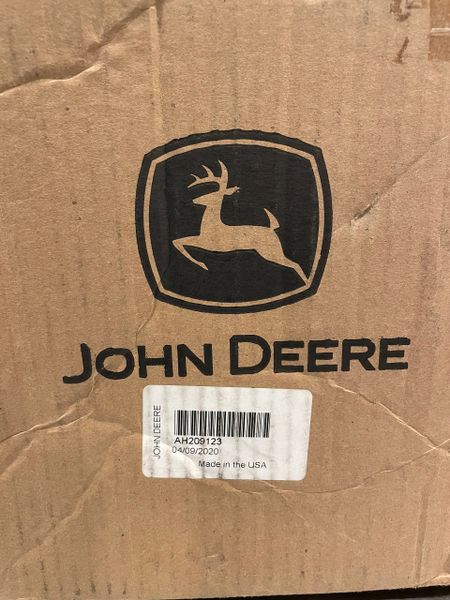 JOHN DEERE
JOHN DEERE
AH209123
04/09/2020
Made in the USA